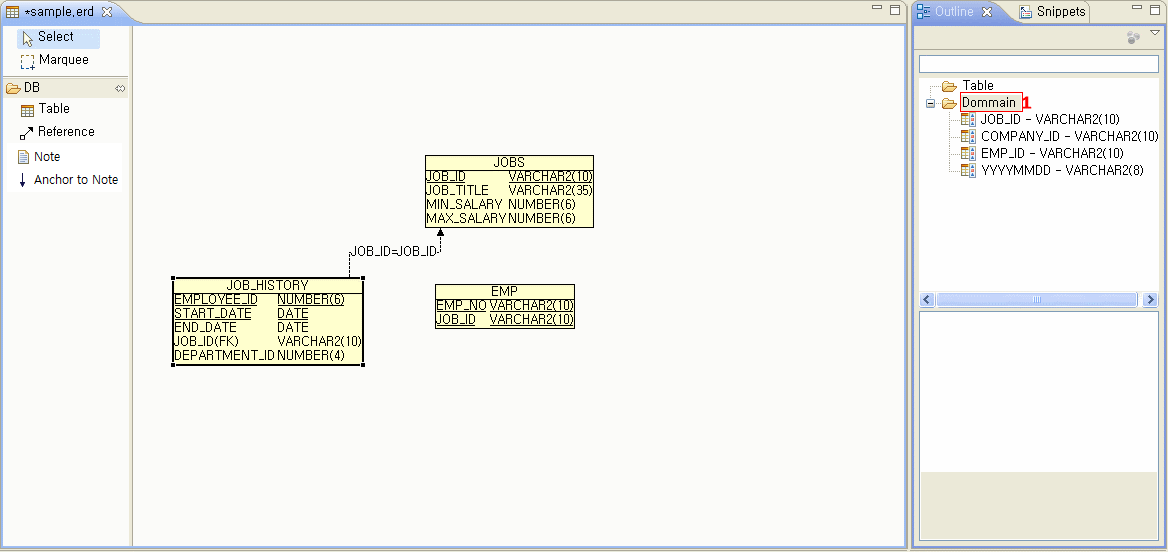 *sample.erd
Select
Marquee
DB
Table
Reference
Note
Anchor to Note
JOBS
JOB_ID VARCHAR2(10)
JOB_TITLE VARCHAR2(35)
MIN_SALARY NUMBER(6)
MAX_SALARY NUMBER(6)
JOB_ID=JOB_ID
JOB_HISTORY
EMPLOYEE_ID NUMBER(6)
START_DATE DATE
END_DATE DATE
JOB_ID(FK) VARCHAR2(10)
DEPARTMENT_ID NUMBER(4)
EMP
EMP_NO VARCHAR2(10)
JOB_ID VARCHAR2(10)
Outline
Snippets
Table
Dommain 1
JOB_ID - VARCHAR2(10)
COMPANY_ID - VARCHAR2(10)
EMP_ID - VARCHAR2(10)
YYYYMMDD - VARCHAR2(8)